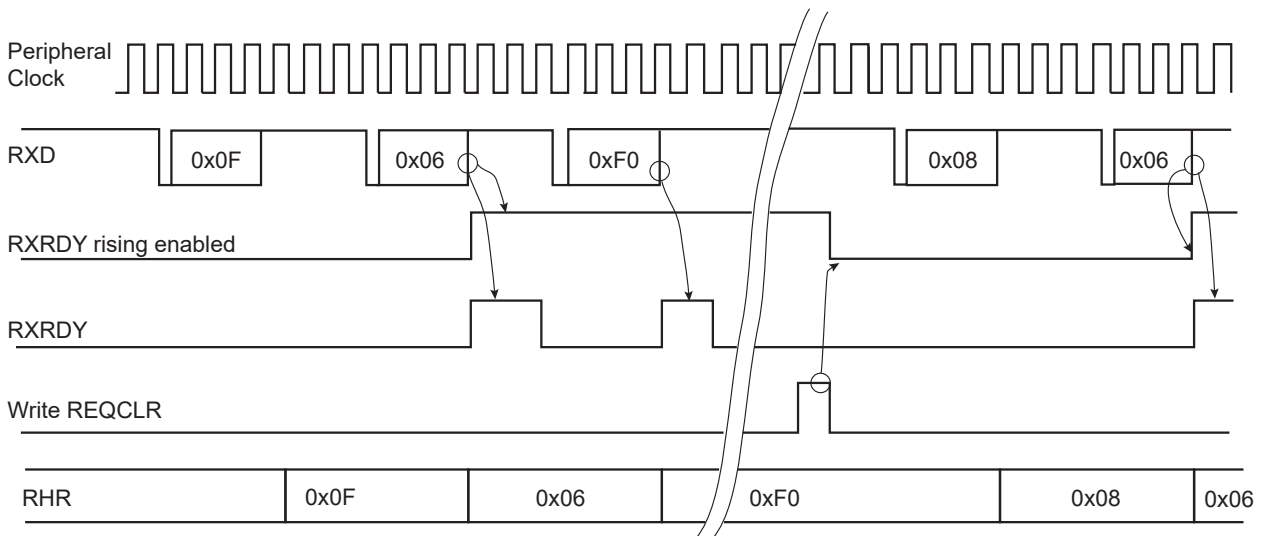 Peripheral
Clock
RXD
0x0F
0x06
0xF0
0x08
0x06
RXRDY rising enabled
RXRDY
Write REQCLR
RHR
0x0F
0x06
0xF0
0x08
0x06